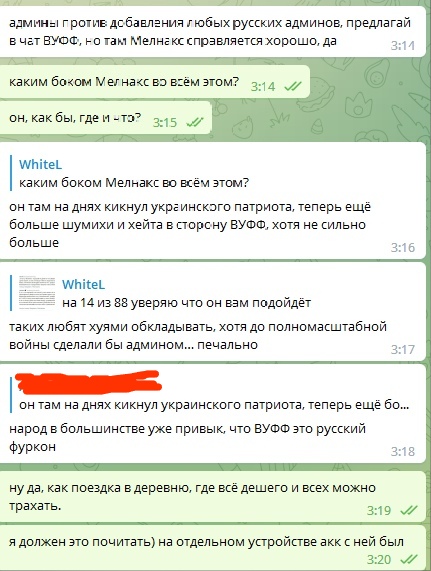 админы против добавления любых русских админов, предлагай
в чат ВУФФ, но там Мелнакс справляется хорошо, да
3:14
каким боком Мелнакс во всём этом?
3:14
он, как бы, где и что?
3:15
WhiteL
каким боком Мелнакс во всём этом?
он там на днях кикнул украинского патриота, теперь ещё
больше шумихи и хейта в сторону ВУФФ, хотя не сильно
больше
3:16
WhiteL
на 14 из 88 уверяю что он вам подойдёт
таких любят хуями обкладывать, хотя до полномасштабной
войны сделали бы админом... печально
3:17
он там на днях кикнул украинского патриота, теперь ещё бо...
народ в большинстве уже привык, что ВУФФ это русский
фуркон
3:18
ну да, как поездка в деревню, где всё дешего и всех можно
трахать.
3:19
я должен это почитать) на отдельном устройстве акк с ней был
3:20